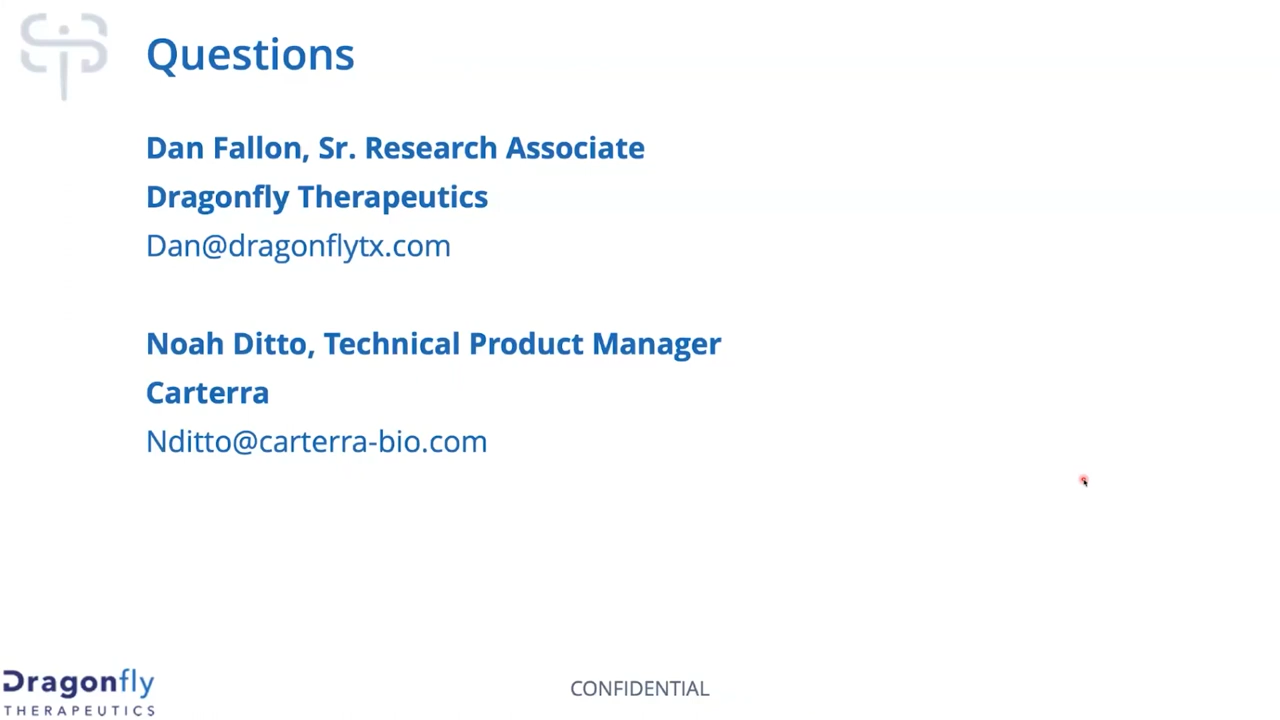 Questions
Dan Fallon, Sr. Research Associate
Dragonfly Therapeutics
Dan@dragonflytx.com
Noah Ditto, Technical Product Manager
Carterra
Nditto@carterra-bio.com
Dragonfly
THERAPEUTICS
CONFIDENTIAL